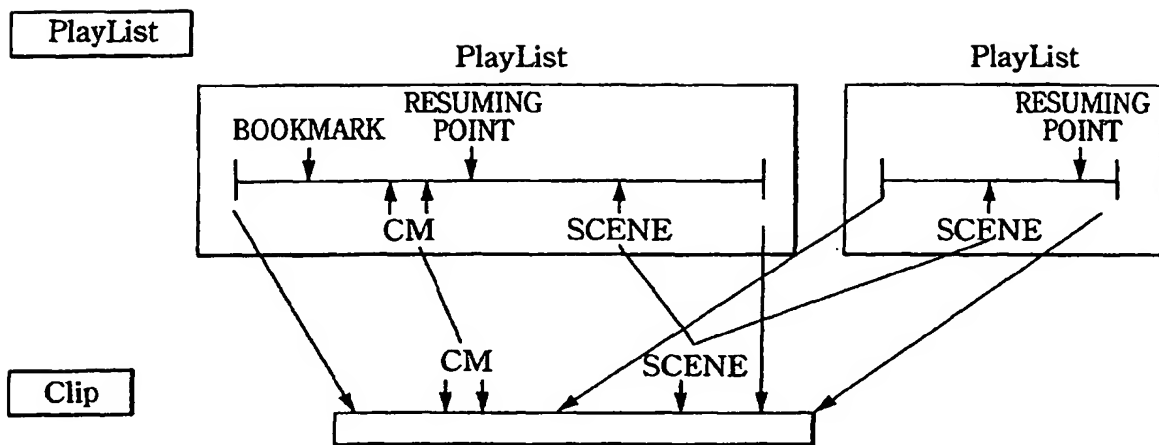 PlayList
PlayList
PlayList
RESUMING
POINT
BOOKMARK
RESUMING
POINT
CM
SCENE
SCENE
CM
SCENE
Clip